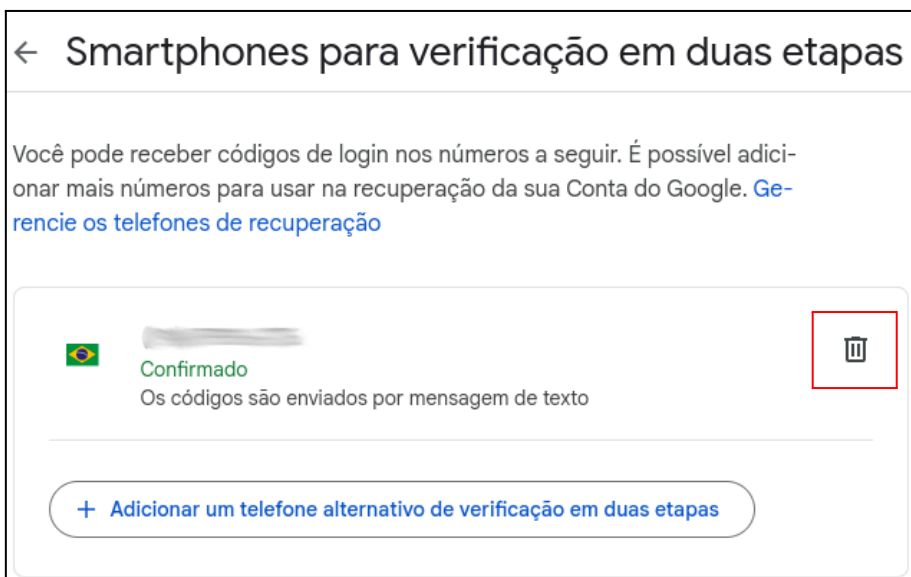 Smartphones para verificação em duas etapas
Você pode receber códigos de login nos números a seguir. É possível adici-
onar mais números para usar na recuperação da sua Conta do Google. Ge-
rencie os telefones de recuperação
Confirmado
Os códigos são enviados por mensagem de texto
+ Adicionar um telefone alternativo de verificação em duas etapas